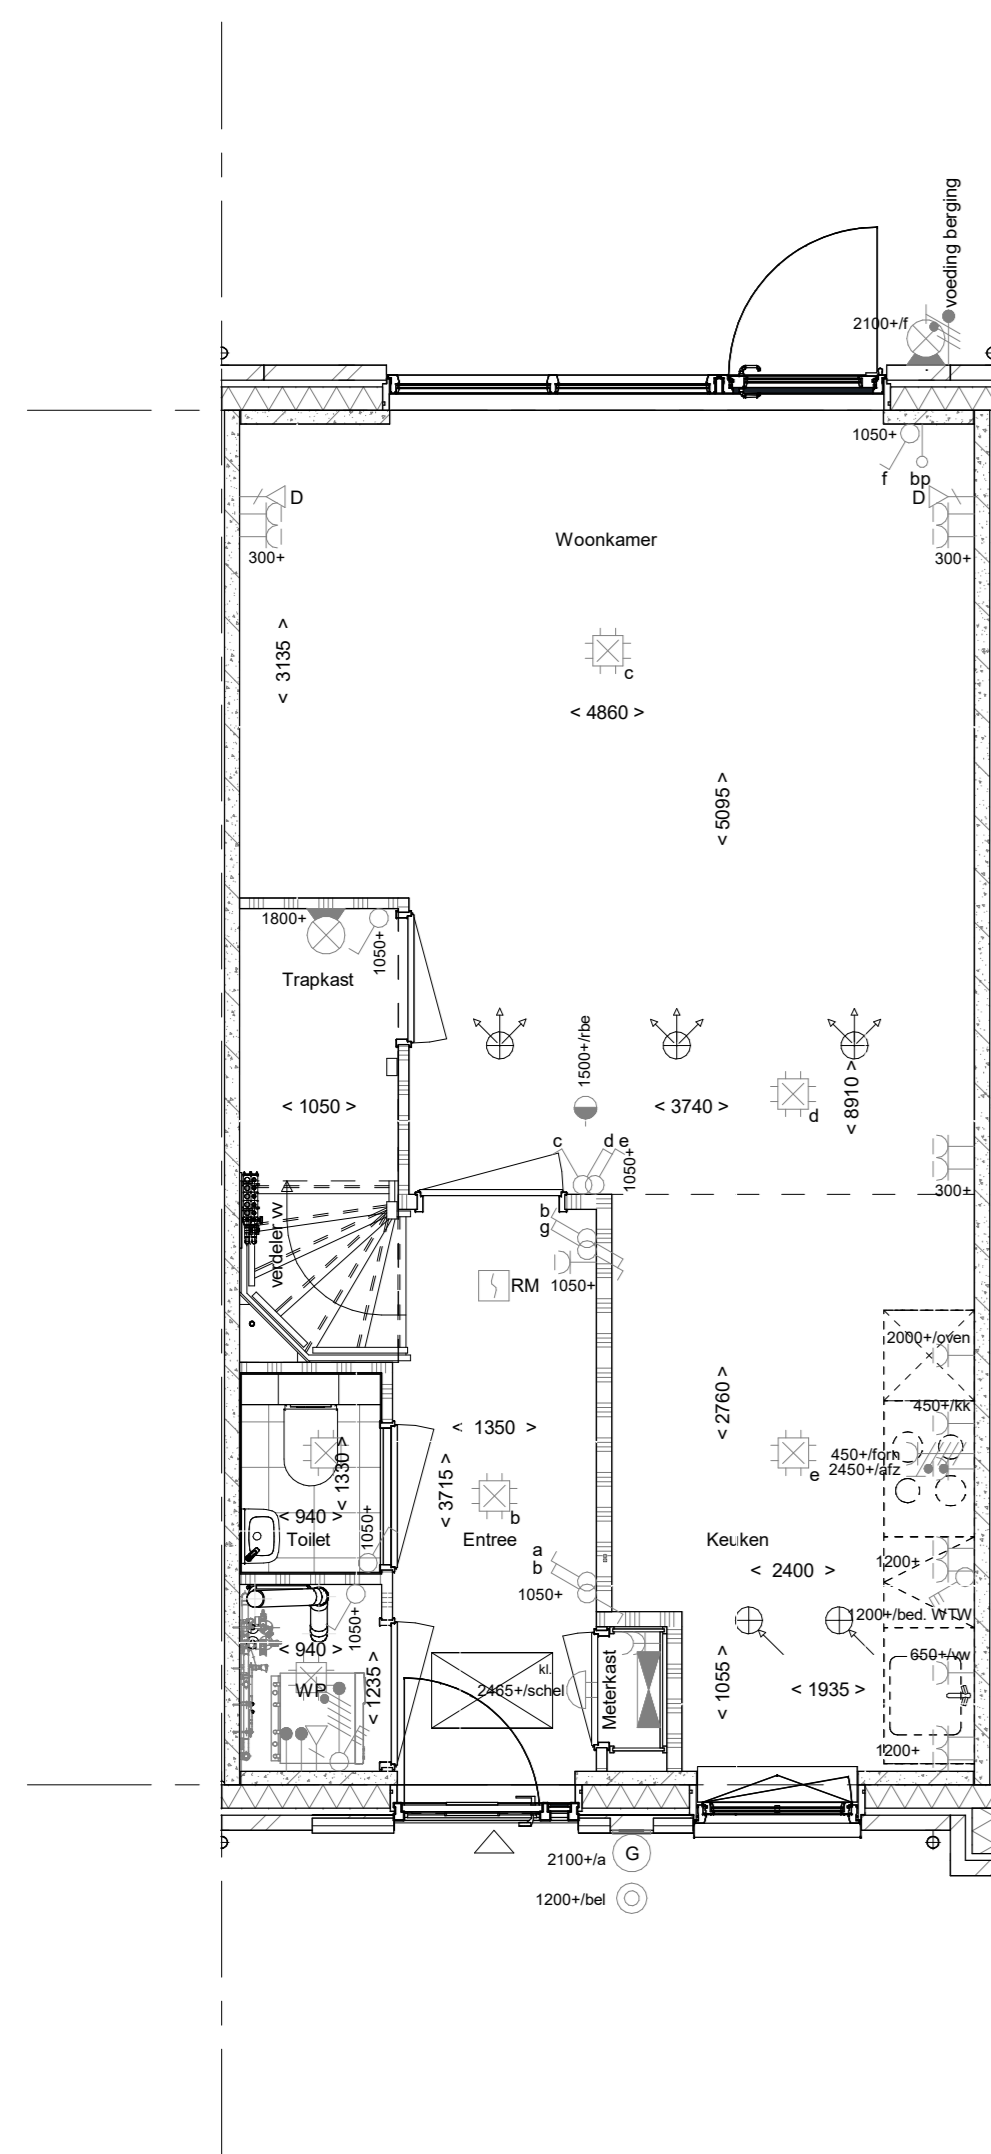 voeding berging
2100+/f
1050+
f
bp
D
D
300+
300+
Woonkamer
< 3135 >
c
< 4860 >
< 5095 >
1800+
1050+
Trapkast
1500+/rbe
< 1050 >
< 3740 >
d
< 8910 >
c
d e
1050+
300+
verdeler vv
b
g
RM
1050+
2000+/oven
450+/kk
< 1350 >
< 2760 >
< 1330 >
< 3715 >
450+/forn
2450+/afz
e
b
< 940 >
1050+
Toilet
Entree
a
b
1050+
Keuken
1200+
< 2400 >
1050+
1200+/bed. WTW
< 940 >
WP
< 1235 >
kl.
2465+/schel
Meterkast
< 1055 >
650+/vw
< 1935 >
1200+
2100+/a
G
1200+/bel